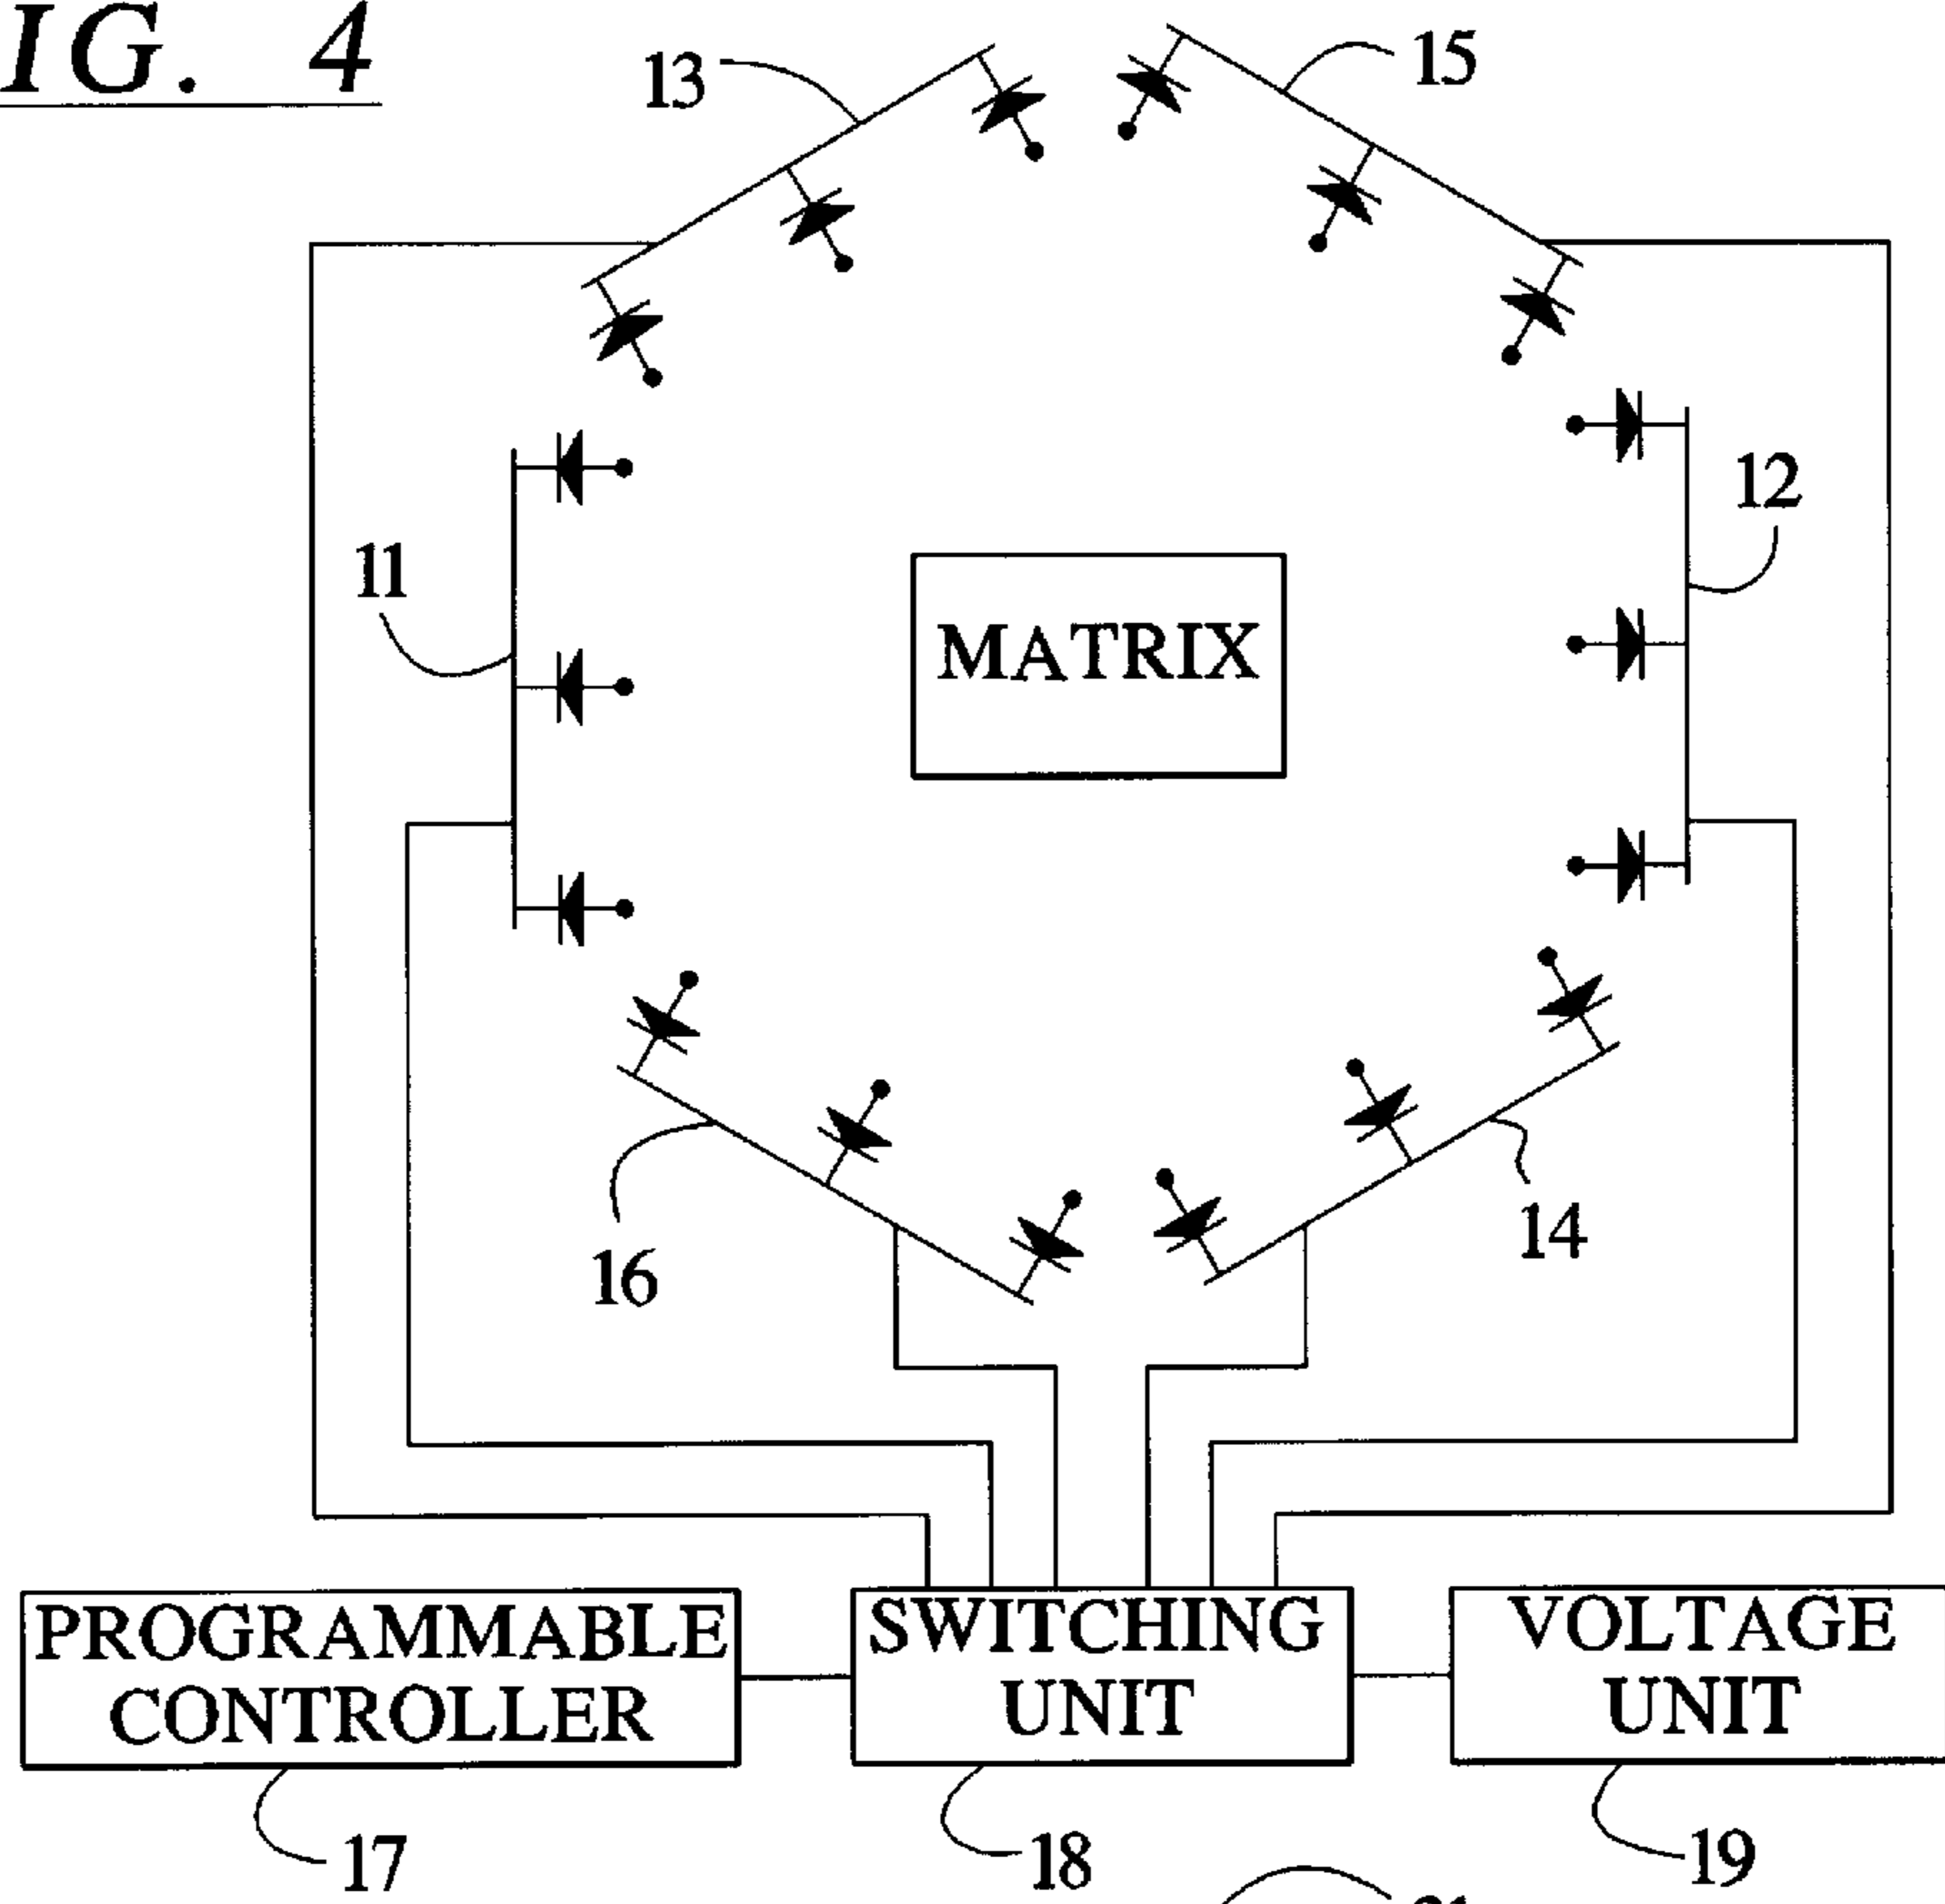 IG. 4
13
15
12
11
MATRIX
14
16
PROGRAMMABLE
CONTROLLER
SWITCHING
UNIT
VOLTAGE
UNIT
17
18
19